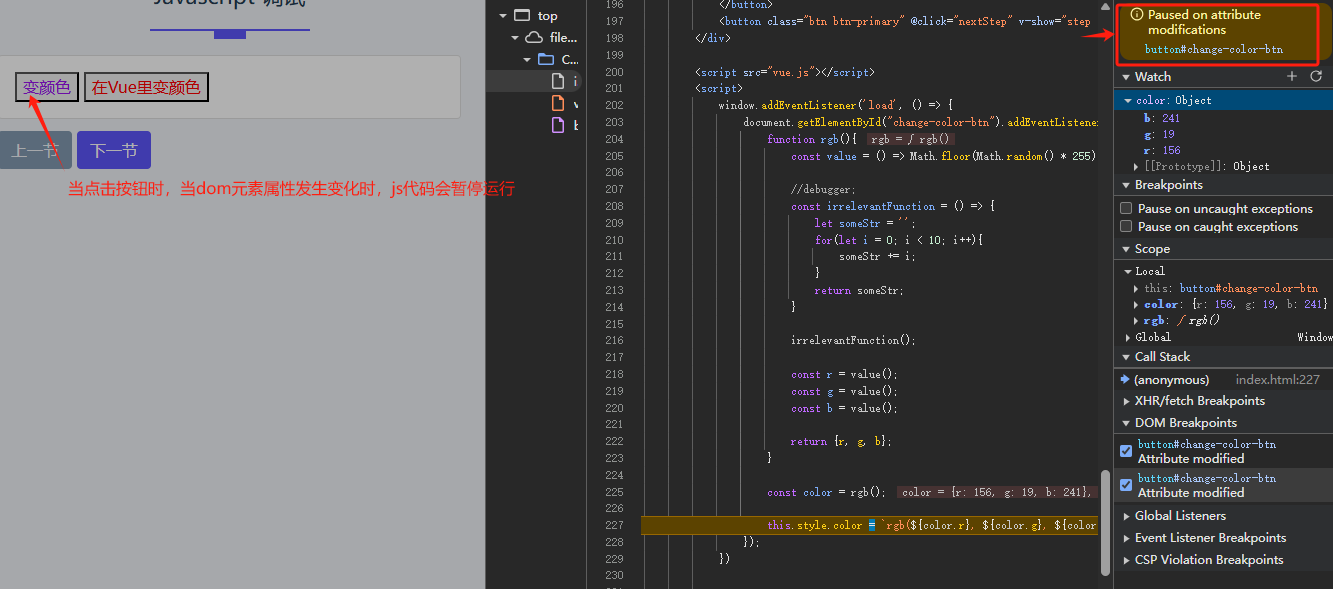 变颜色
在Vue里变颜色
上一节
下一节
当点击按钮时，当dom元素属性发生变化时，js代码会暂停运行
top
file...
C...
i
196 </button>
197 <button class="btn btn-primary" @click="nextStep" v-show="step
198 </div>
199
200 <script src="vue.js"></script>
201 <script>
202 window.addEventListener('load', () => {
203 document.getElementById("change-color-btn").addEventListene
204 function rgb(){ rgb = ƒ rgb()
205 const value = () => Math.floor(Math.random() * 255)
206
207 //debugger;
208 const irrelevantFunction = () => {
209 let someStr = '';
210 for(let i = 0; i < 10; i++){
211 someStr += i;
212 }
213 return someStr;
214 }
215
216 irrelevantFunction();
217
218 const r = value();
219 const g = value();
220 const b = value();
221
222 return {r, g, b};
223 }
224
225 const color = rgb(); color = {r: 156, g: 19, b: 241},
226
227 this.style.color = `rgb(${color.r}, ${color.g}, ${color
228 });
229 })
230
Paused on attribute
modifications
button#change-color-btn
Watch
color: Object
b: 241
g: 19
r: 156
[[Prototype]]: Object
Breakpoints
Pause on uncaught exceptions
Pause on caught exceptions
Scope
Local
this: button#change-color-btn
color: {r: 156, g: 19, b: 241}
rgb: ƒ rgb()
Global Window
Call Stack
(anonymous) index.html:227
XHR/fetch Breakpoints
DOM Breakpoints
button#change-color-btn
Attribute modified
button#change-color-btn
Attribute modified
Global Listeners
Event Listener Breakpoints
CSP Violation Breakpoints